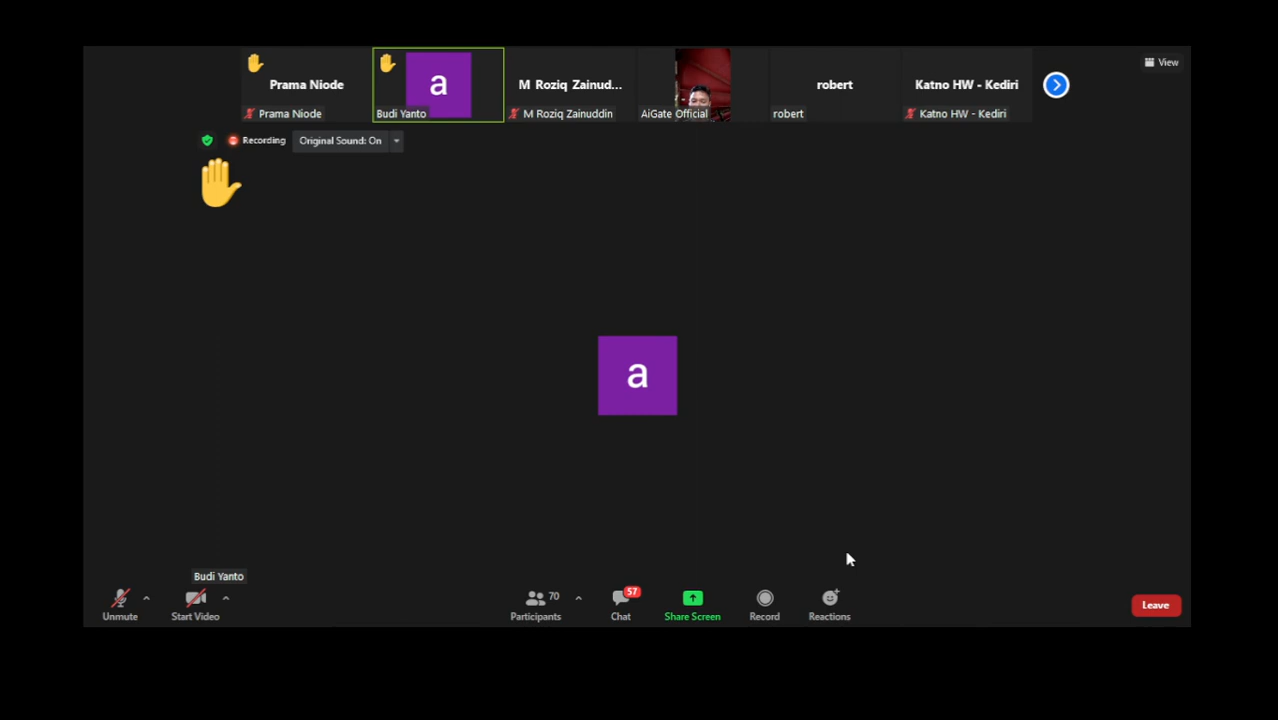 Prama Niode
Prama Niode
a
Budi Yanto
M Roziq Zainud...
M Roziq Zainuddin
AiGate Official
robert
robert
Katno HW - Kediri
Katno HW - Kediri
View
Recording
Original Sound: On
a
Budi Yanto
Unmute
Start Video
70
Participants
57
Chat
Share Screen
Record
Reactions
Leave